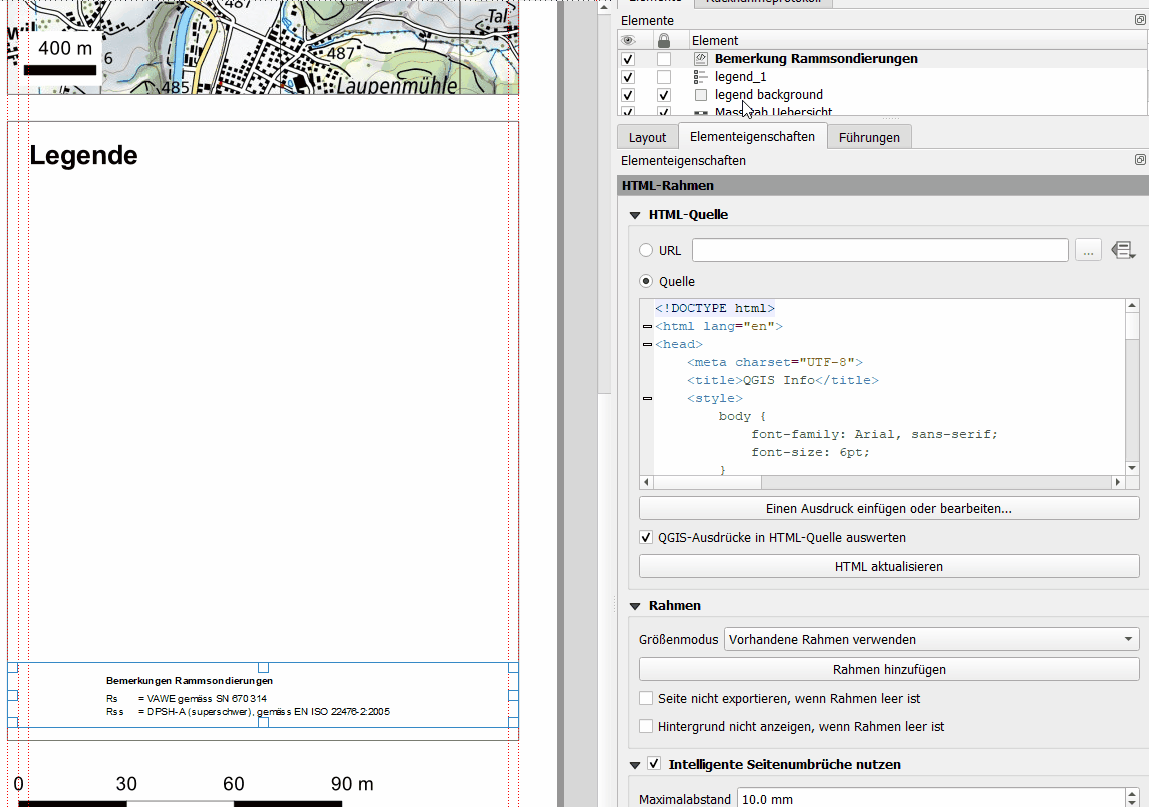 487
Tal
400 m
6
487
485
Laupenmühle
Legende
Bemerkungen Rammsondierungen
Rs = VAWE gemäss SN 670 314
Rss = DPSH-A (superschwer), gemäss EN ISO 22476-2:2005
0 30 60 90 m
Elemente
Element
Bemerkung Rammsondierungen
legend_1
legend background
Uebersicht
Layout
Elementeigenschaften
Führungen
Elementeigenschaften
HTML-Rahmen
HTML-Quelle
URL
...
Quelle
<!DOCTYPE html>
<html lang="en">
<head>
<meta charset="UTF-8">
<title>QGIS Info</title>
<style>
body {
font-family: Arial, sans-serif;
font-size: 6pt;
}
Einen Ausdruck einfügen oder bearbeiten...
QGIS-Ausdrücke in HTML-Quelle auswerten
HTML aktualisieren
Rahmen
Größenmodus Vorhandene Rahmen verwenden
Rahmen hinzufügen
Seite nicht exportieren, wenn Rahmen leer ist
Hintergrund nicht anzeigen, wenn Rahmen leer ist
Intelligente Seitenumbrüche nutzen
Maximalabstand 10.0 mm